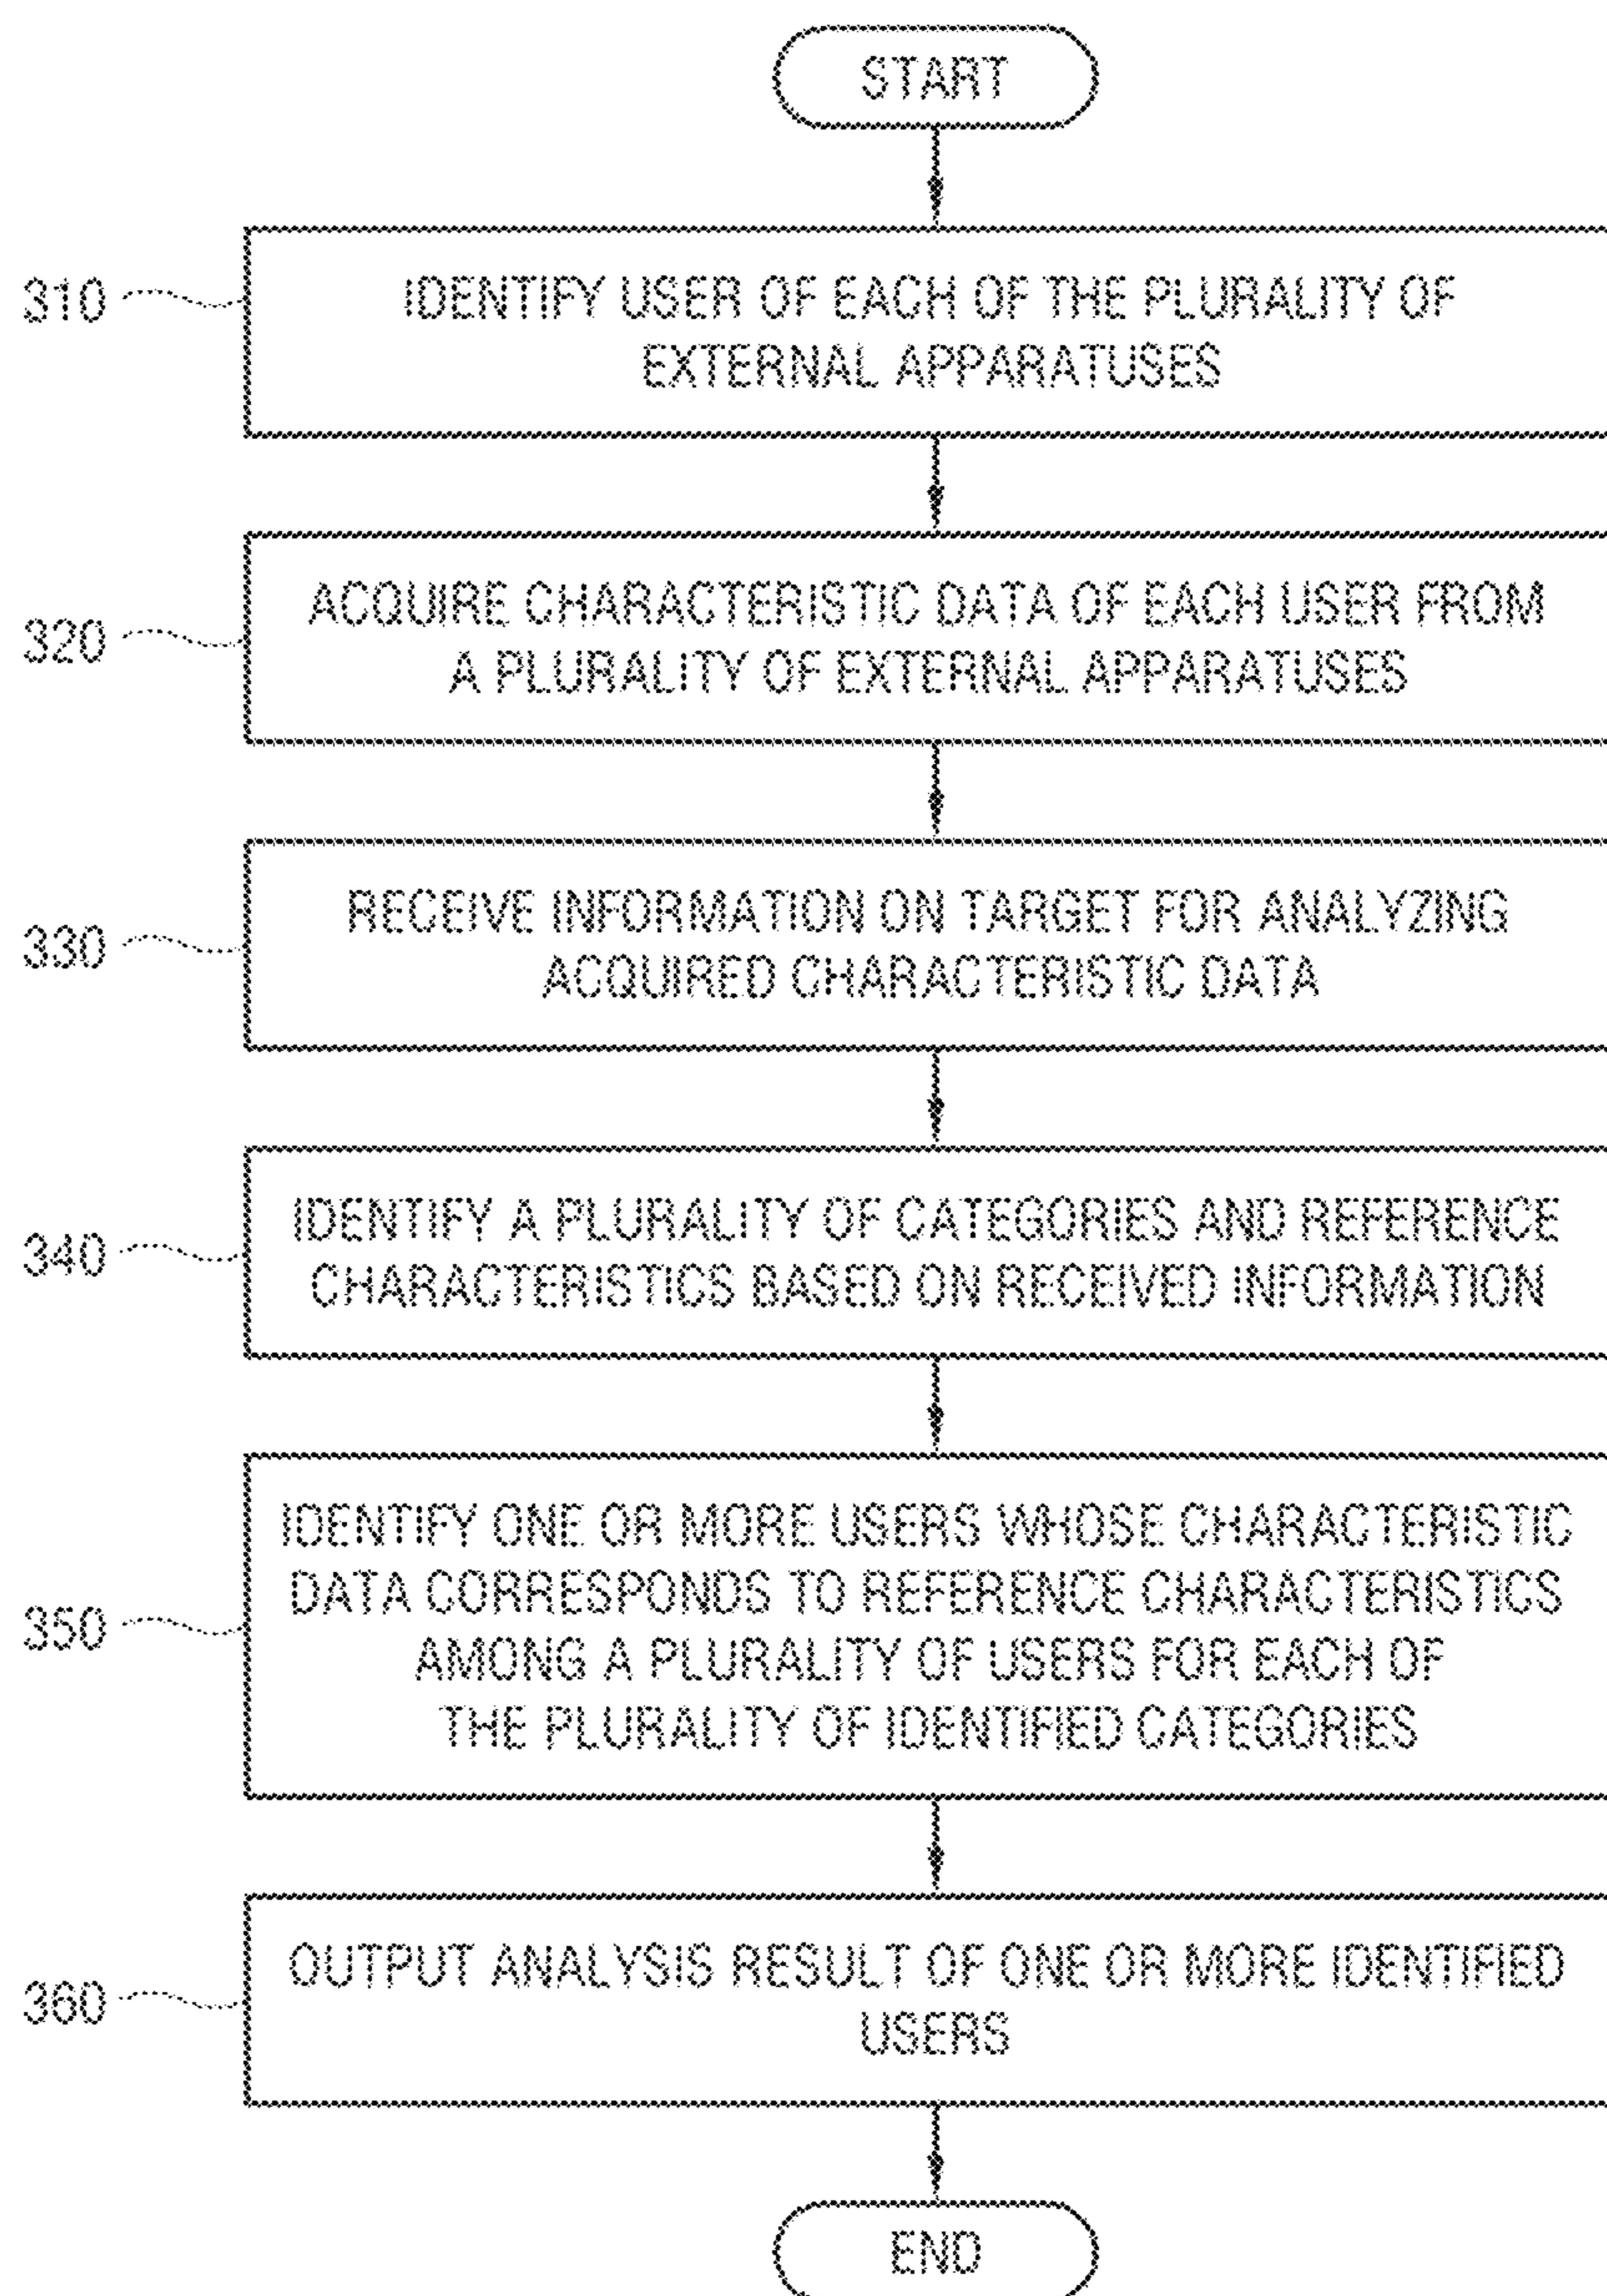 START
310
IDENTIFY USER OF EACH OF THE PLURALITY OF
EXTERNAL APPARATUSES
320
ACQUIRE CHARACTERISTIC DATA OF EACH USER FROM
A PLURALITY OF EXTERNAL APPARATUSES
330
RECEIVE INFORMATION ON TARGET FOR ANALYZING
ACQUIRED CHARACTERISTIC DATA
340
IDENTIFY A PLURALITY OF CATEGORIES AND REFERENCE
CHARACTERISTICS BASED ON RECEIVED INFORMATION
350
IDENTIFY ONE OR MORE USERS WHOSE CHARACTERISTIC
DATA CORRESPONDS TO REFERENCE CHARACTERISTICS
AMONG A PLURALITY OF USERS FOR EACH OF
THE PLURALITY OF IDENTIFIED CATEGORIES
360
OUTPUT ANALYSIS RESULT OF ONE OR MORE IDENTIFIED
USERS
END